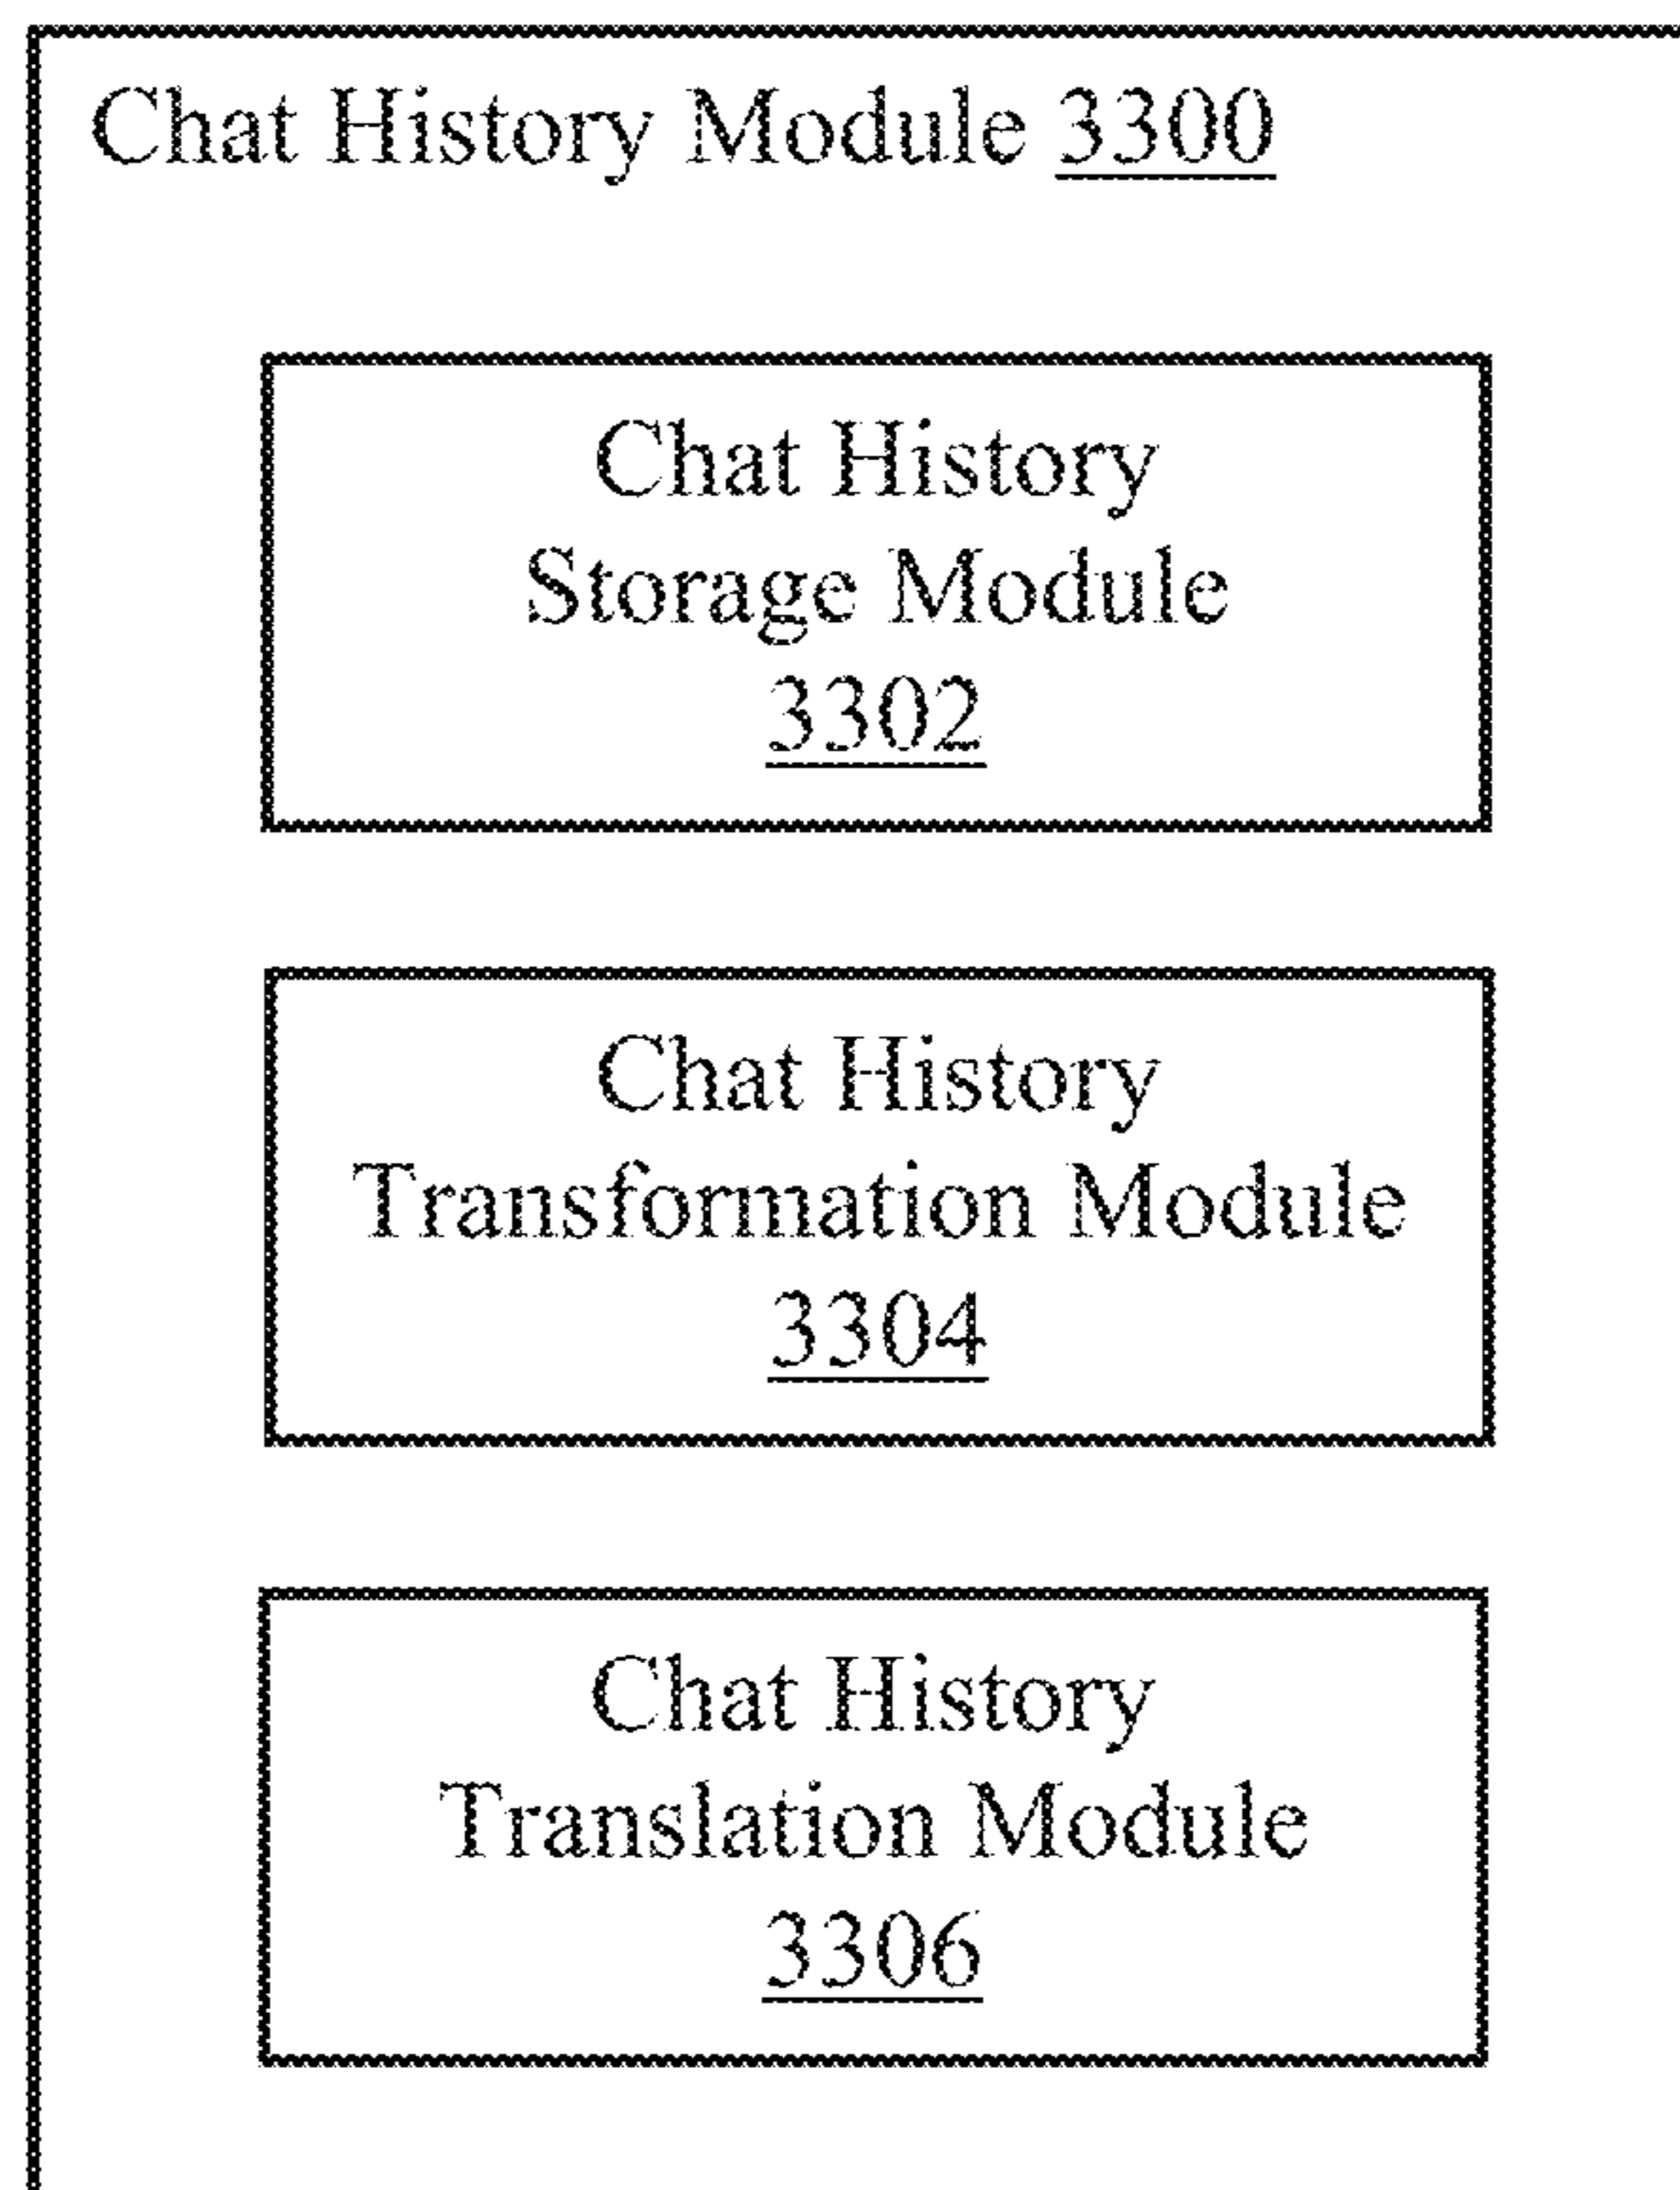 Chat History Module 3300
Chat History
Storage Module
3302
Chat History
Transformation Module
3304
Chat History
Translation Module
3306